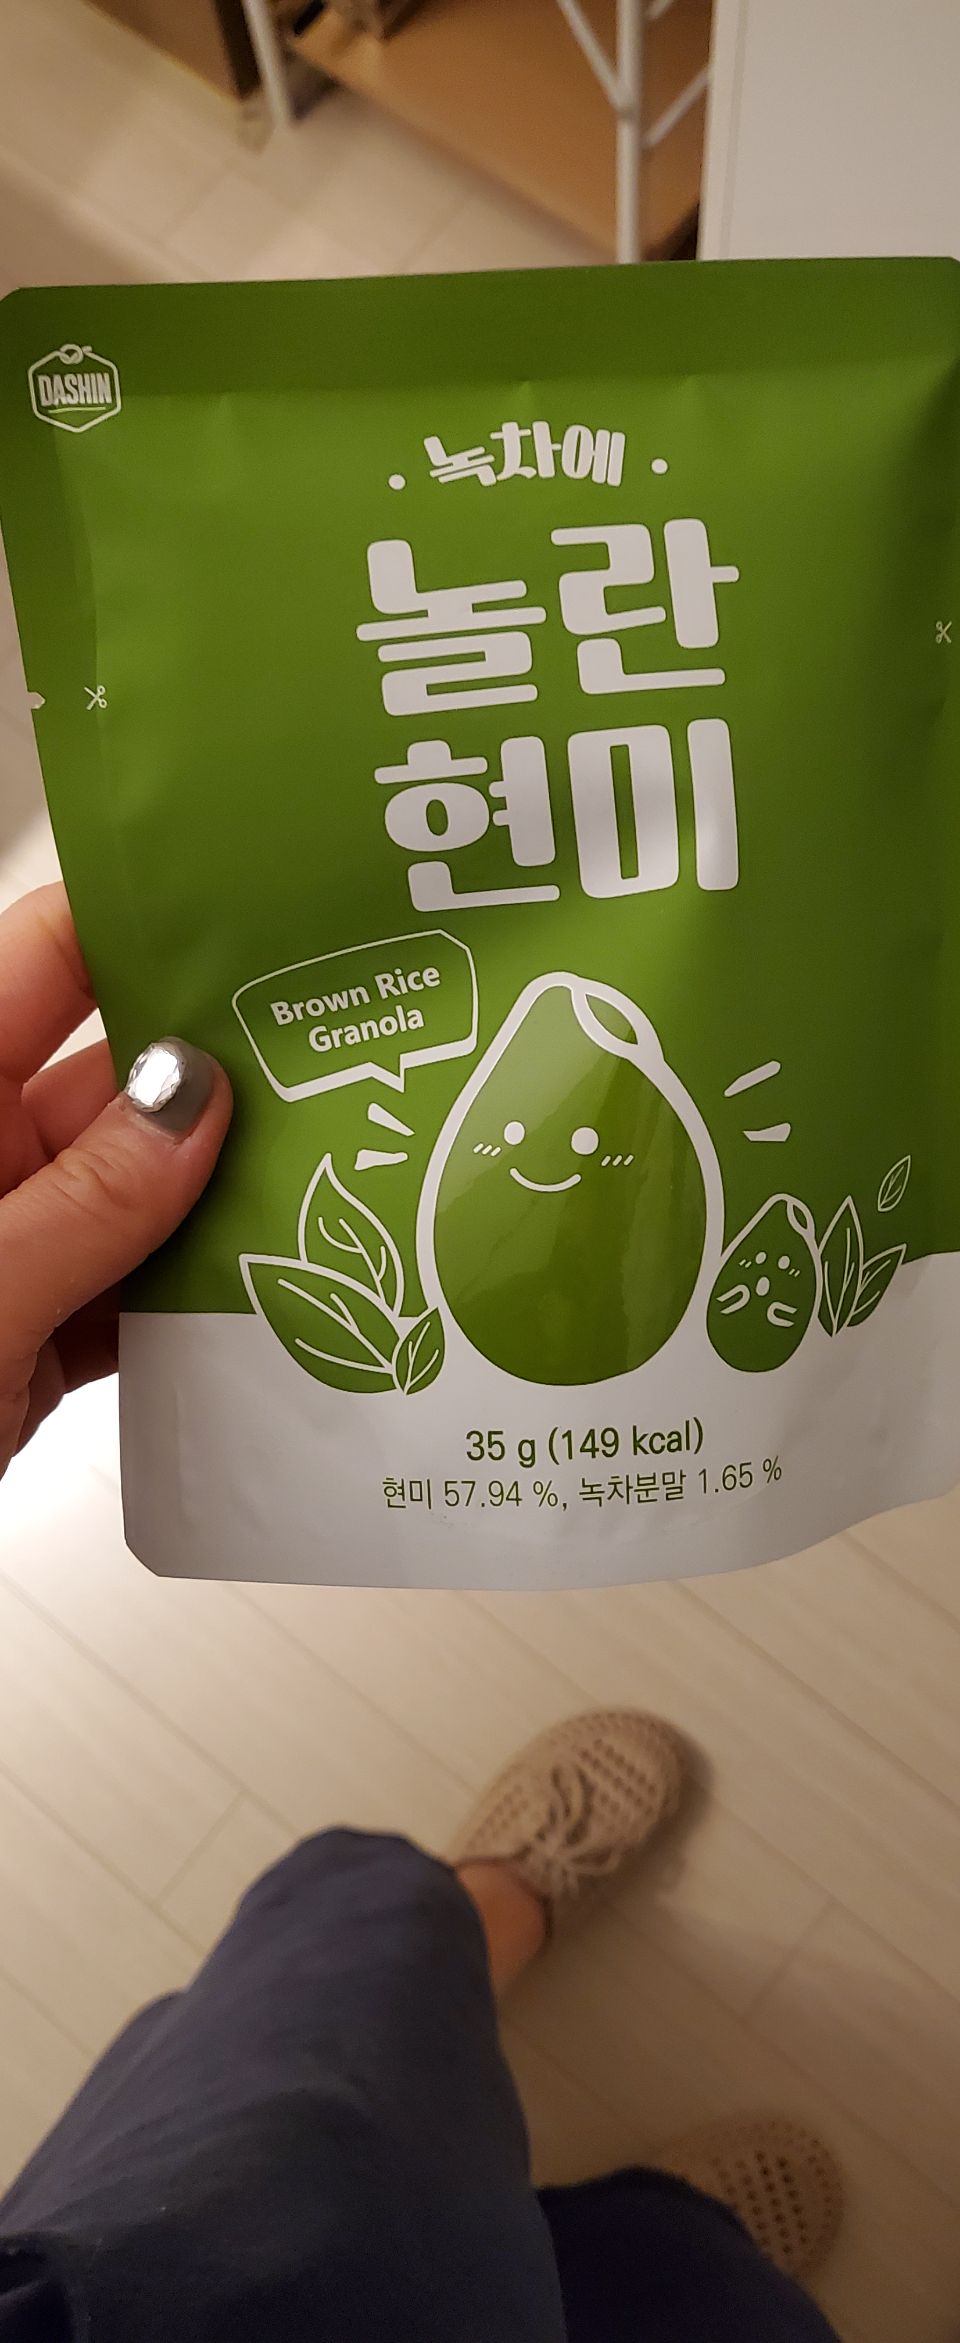 DASHIN
· 녹차에 ·
놀란
현미
Brown Rice
Granola
35 g (149 kcal)
현미 57.94 %, 녹차분말 1.65 %